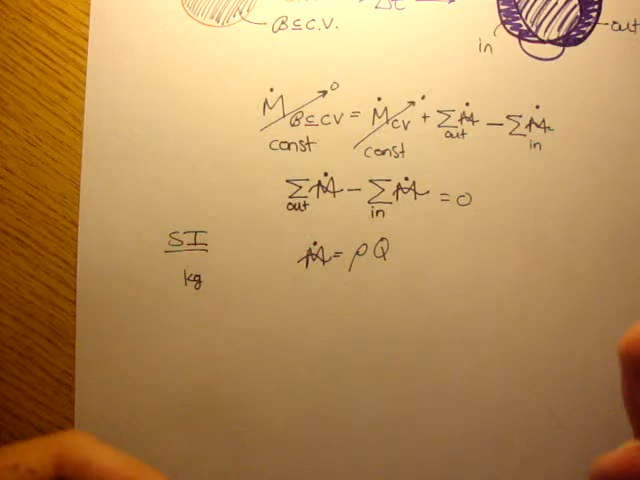 Δt
B≤C.V.
in
out
Ṁ B≤CV → 0 = Ṁ CV + ∑ out ṁ − ∑ in ṁ
const
const
∑ out ṁ − ∑ in ṁ = 0
SI
ṁ = ρQ
kg